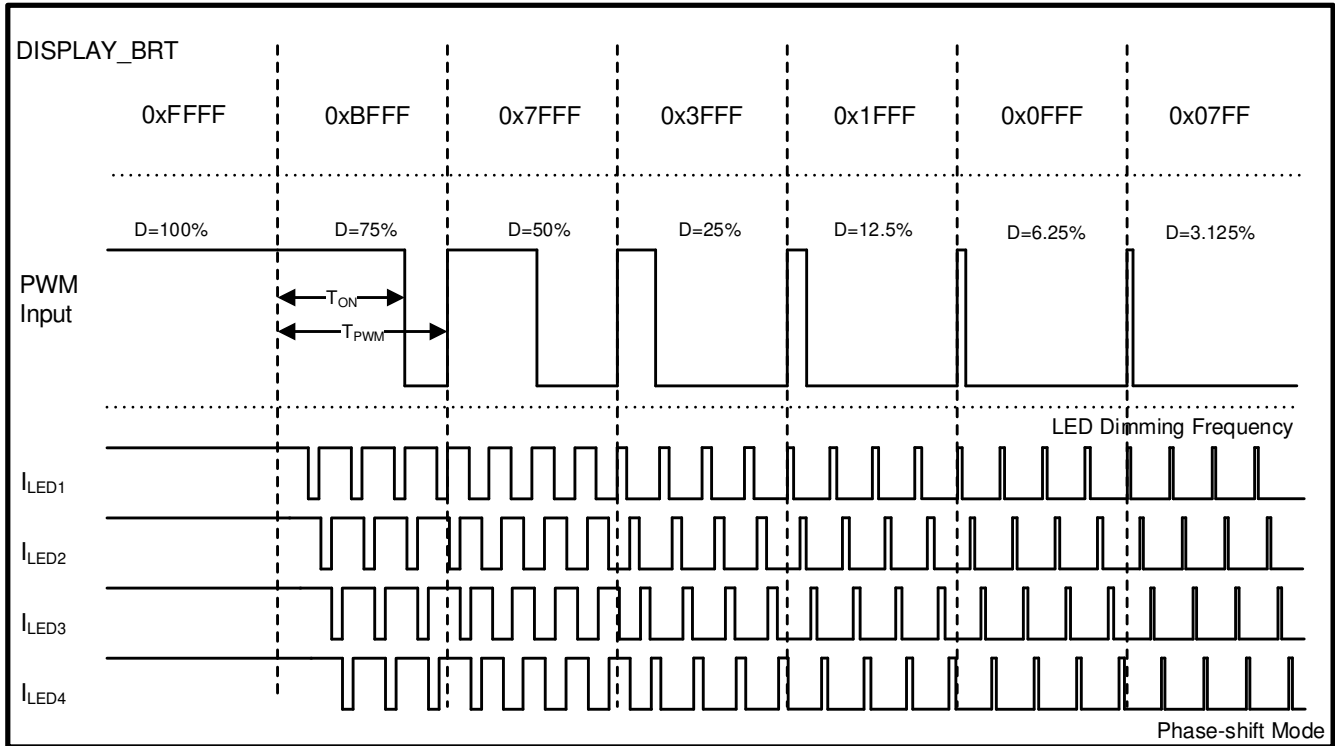 DISPLAY_BRT
0xFFFF 0xBFFF 0x7FFF 0x3FFF 0x1FFF 0x0FFF 0x07FF
D=100% D=75% D=50% D=25% D=12.5% D=6.25% D=3.125%
PWM
Input
TON
TPWM
LED Dimming Frequency
ILED1
ILED2
ILED3
ILED4
Phase-shift Mode